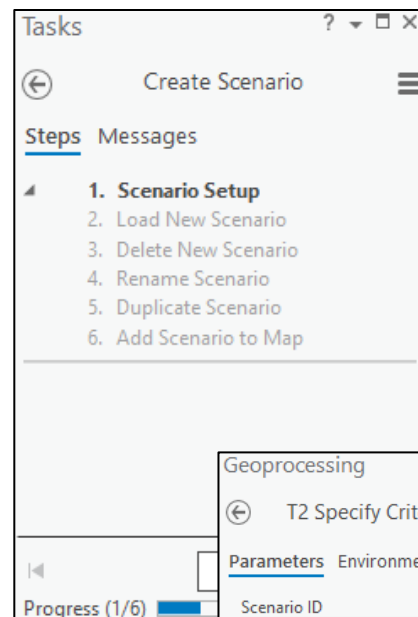 Tasks
Create Scenario
Steps Messages
1. Scenario Setup
2. Load New Scenario
3. Delete New Scenario
4. Rename Scenario
5. Duplicate Scenario
6. Add Scenario to Map
Geoprocessing
T2 Specify Crit
Parameters Environme
Progress (1/6)
Scenario ID